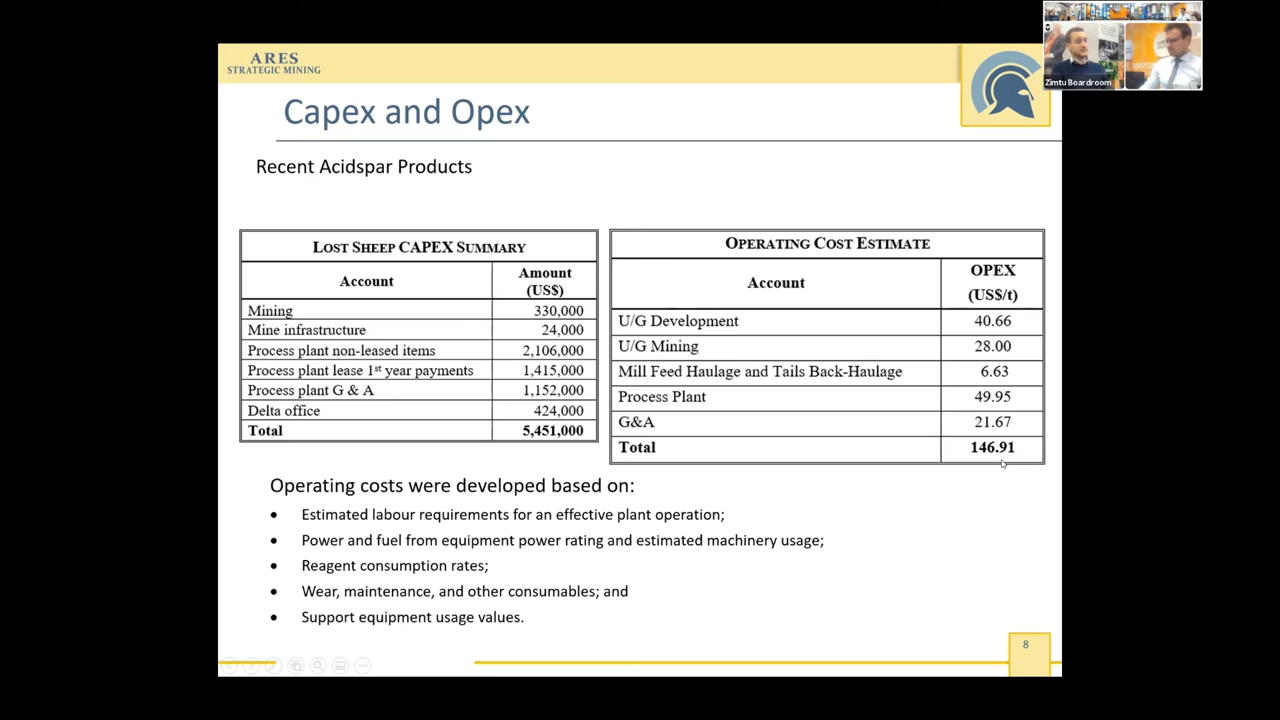 ARES
STRATEGIC MINING
Zimtu Boardroom
Capex and Opex
Recent Acidspar Products
LOST SHEEP CAPEX SUMMARY
Account Amount (US$)
Mining 330,000
Mine infrastructure 24,000
Process plant non-leased items 2,106,000
Process plant lease 1st year payments 1,415,000
Process plant G & A 1,152,000
Delta office 424,000
Total 5,451,000
OPERATING COST ESTIMATE
Account OPEX (US$/t)
U/G Development 40.66
U/G Mining 28.00
Mill Feed Haulage and Tails Back-Haulage 6.63
Process Plant 49.95
G&A 21.67
Total 146.91
Operating costs were developed based on:
• Estimated labour requirements for an effective plant operation;
• Power and fuel from equipment power rating and estimated machinery usage;
• Reagent consumption rates;
• Wear, maintenance, and other consumables; and
• Support equipment usage values.
8